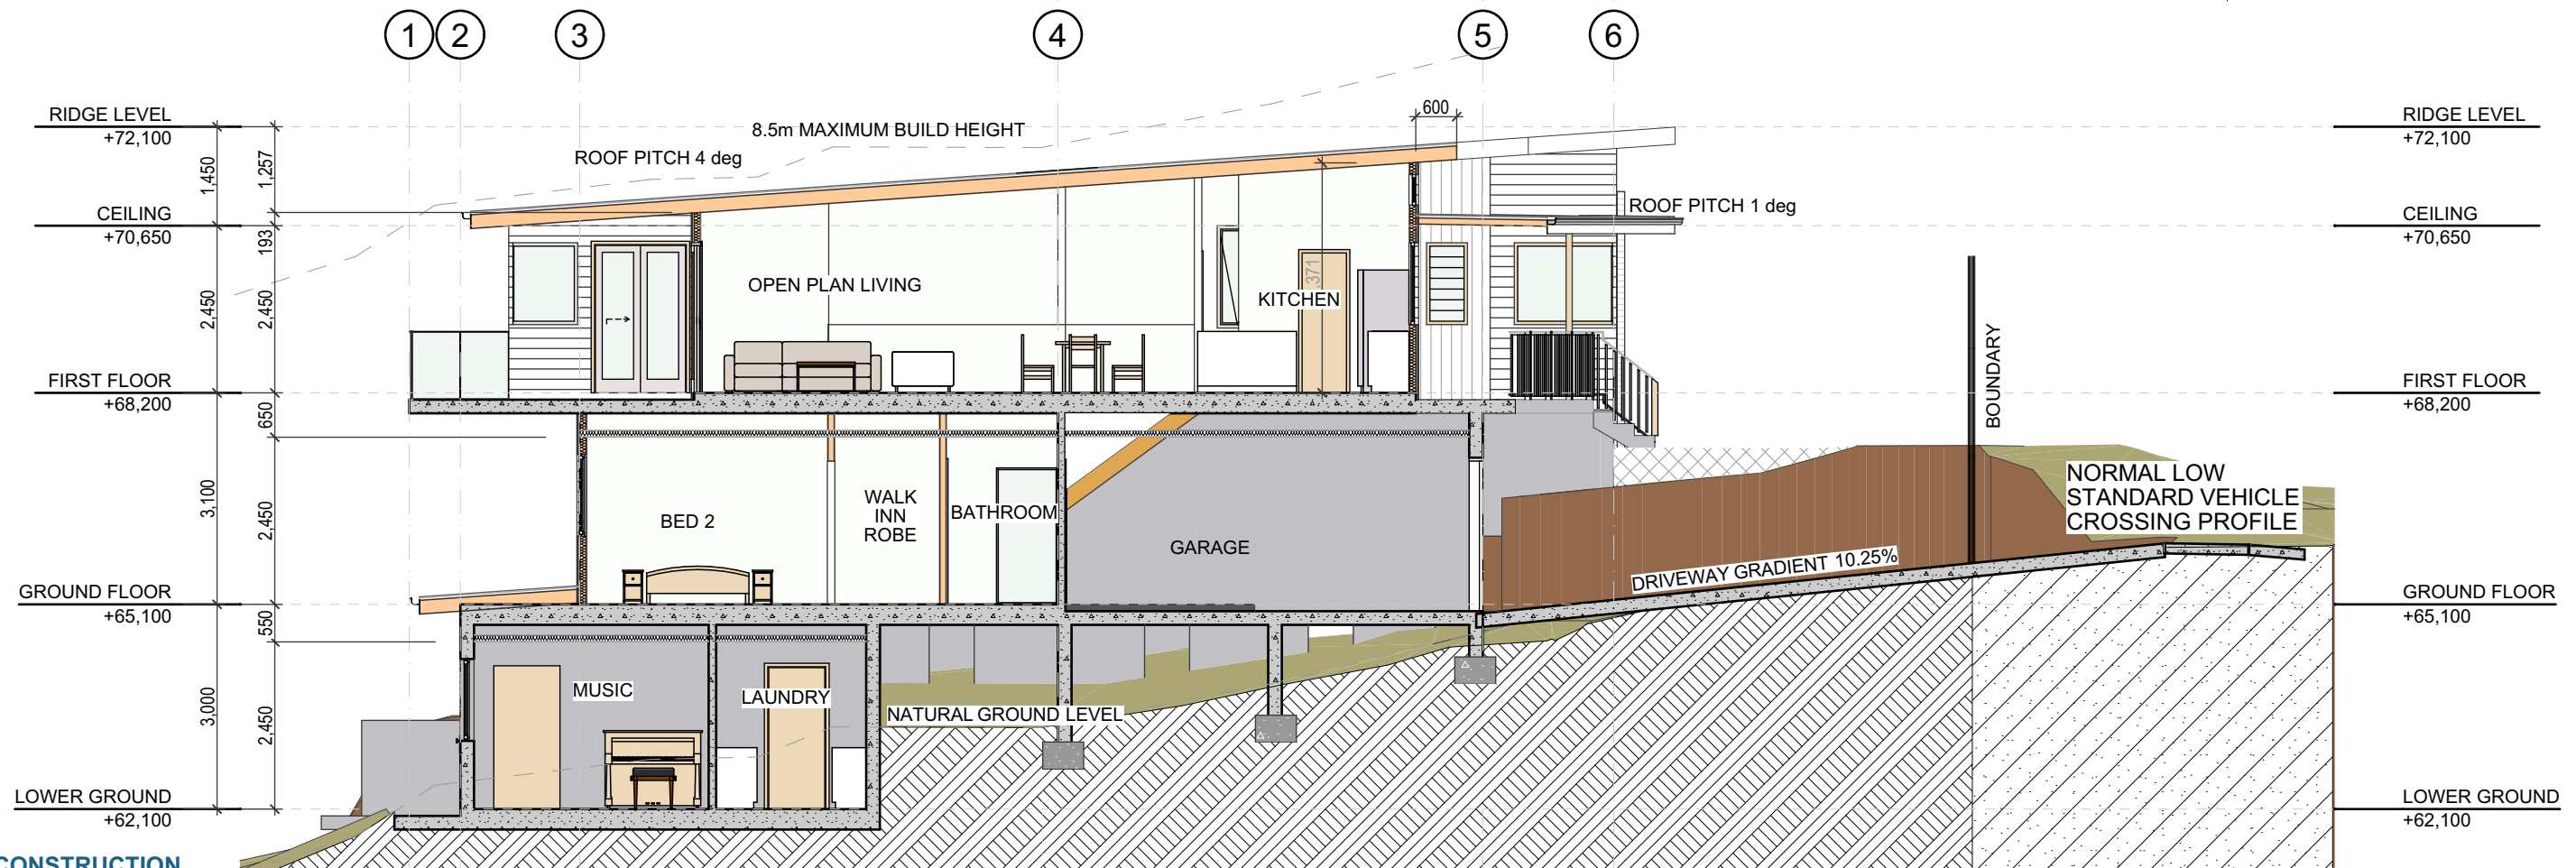 1 2 3 4 5 6
RIDGE LEVEL
+72,100
CEILING
+70,650
FIRST FLOOR
+68,200
GROUND FLOOR
+65,100
LOWER GROUND
+62,100
1,450
2,450
3,100
3,000
1,257
193
2,450
650
2,450
550
2,450
ROOF PITCH 4 deg
8.5m MAXIMUM BUILD HEIGHT
600
ROOF PITCH 1 deg
OPEN PLAN LIVING
KITCHEN
BED 2
WALK
INN
ROBE
BATHROOM
GARAGE
MUSIC
LAUNDRY
NATURAL GROUND LEVEL
DRIVEWAY GRADIENT 10.25%
BOUNDARY
NORMAL LOW
STANDARD VEHICLE
CROSSING PROFILE
RIDGE LEVEL
+72,100
CEILING
+70,650
FIRST FLOOR
+68,200
GROUND FLOOR
+65,100
LOWER GROUND
+62,100
CONSTRUCTION